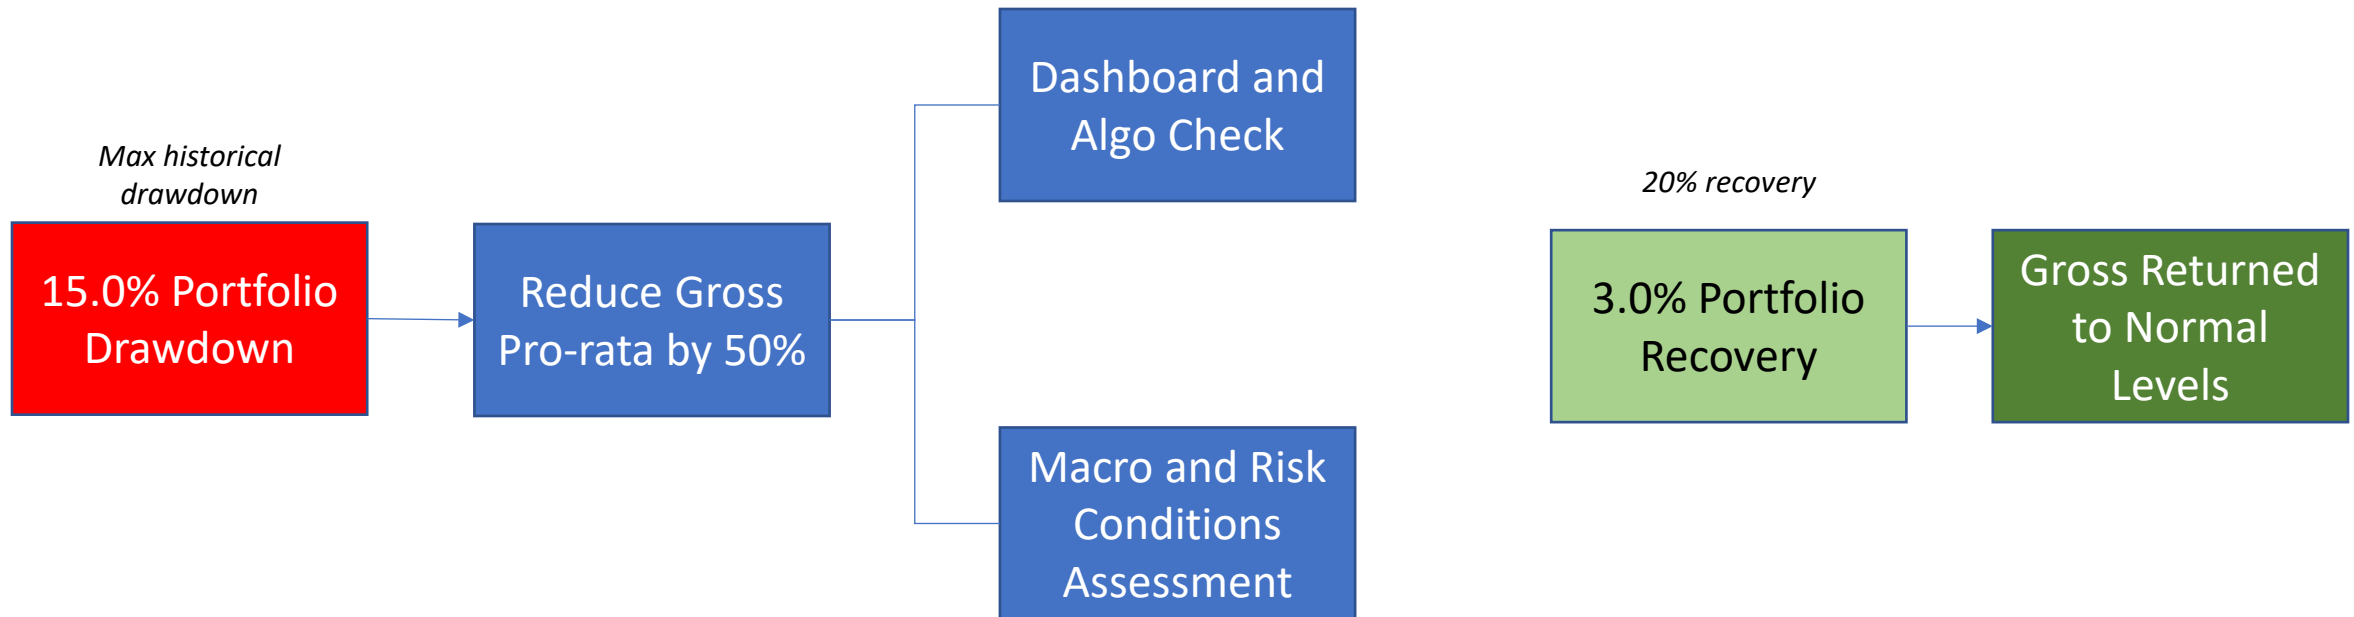 Max historical
drawdown
15.0% Portfolio
Drawdown
Reduce Gross
Pro-rata by 50%
Dashboard and
Algo Check
Macro and Risk
Conditions
Assessment
20% recovery
3.0% Portfolio
Recovery
Gross Returned
to Normal
Levels